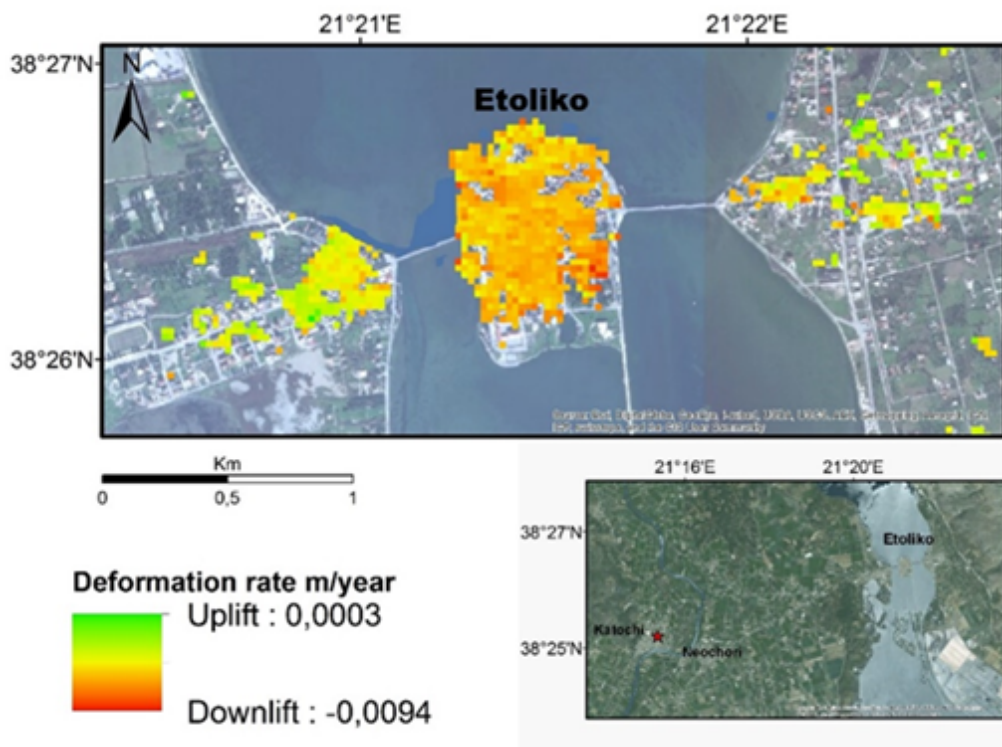 21°21'E
21°22'E
38°27'N
N
Etoliko
38°26'N
Km
0
0,5
1
21°16'E
21°20'E
38°27'N
Etoliko
Deformation rate m/year
Uplift : 0,0003
Katochi
Neochori
38°25'N
Downlift : -0,0094